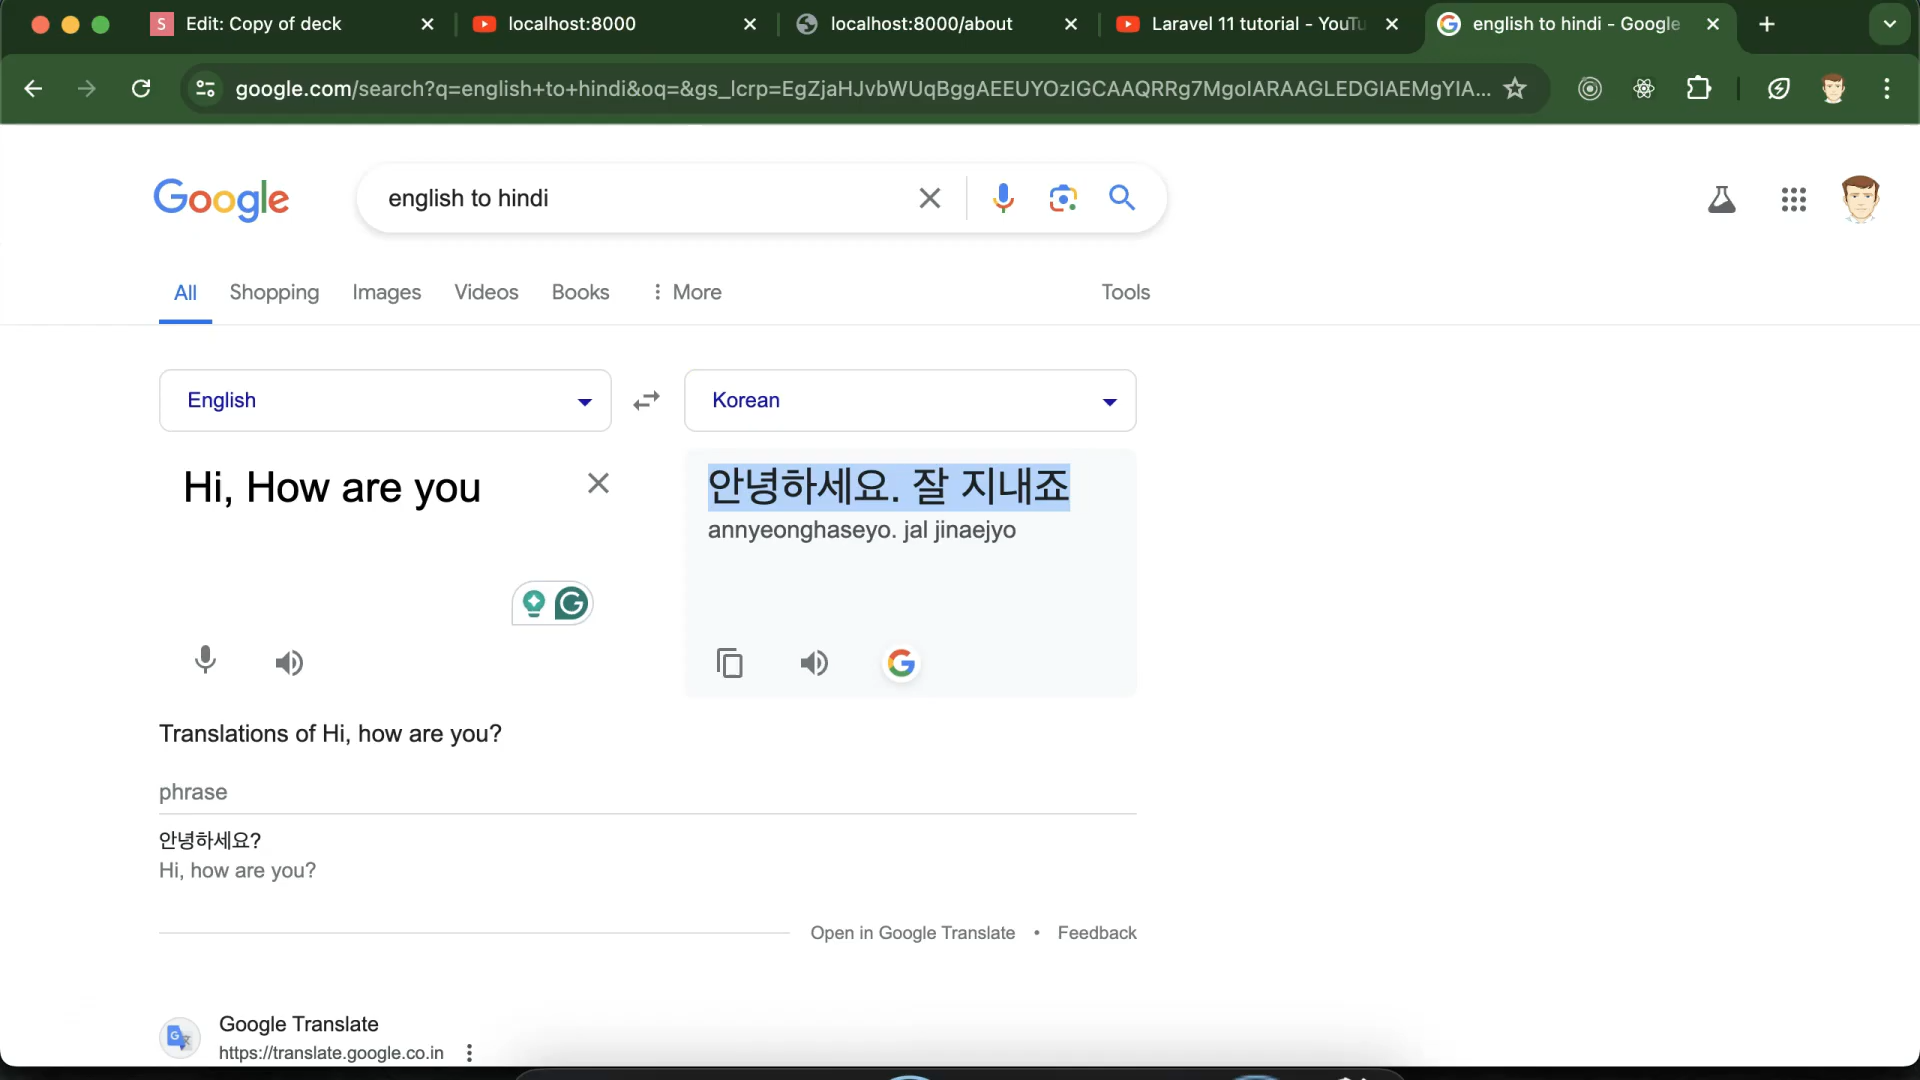 S Edit: Copy of deck
localhost:8000
localhost:8000/about
Laravel 11 tutorial - YouTu
english to hindi - Google
google.com/search?q=english+to+hindi&oq=&gs_lcrp=EgZjaHJvbWUqBggAEEUYOzIGCAAQRRg7MgoIARAAGLEDGIAEMgYIA...
Google
english to hindi
All
Shopping
Images
Videos
Books
More
Tools
English
Korean
Hi, How are you
안녕하세요. 잘 지내죠
annyeonghaseyo. jal jinaejyo
Translations of Hi, how are you?
phrase
안녕하세요?
Hi, how are you?
Open in Google Translate • Feedback
Google Translate
https://translate.google.co.in